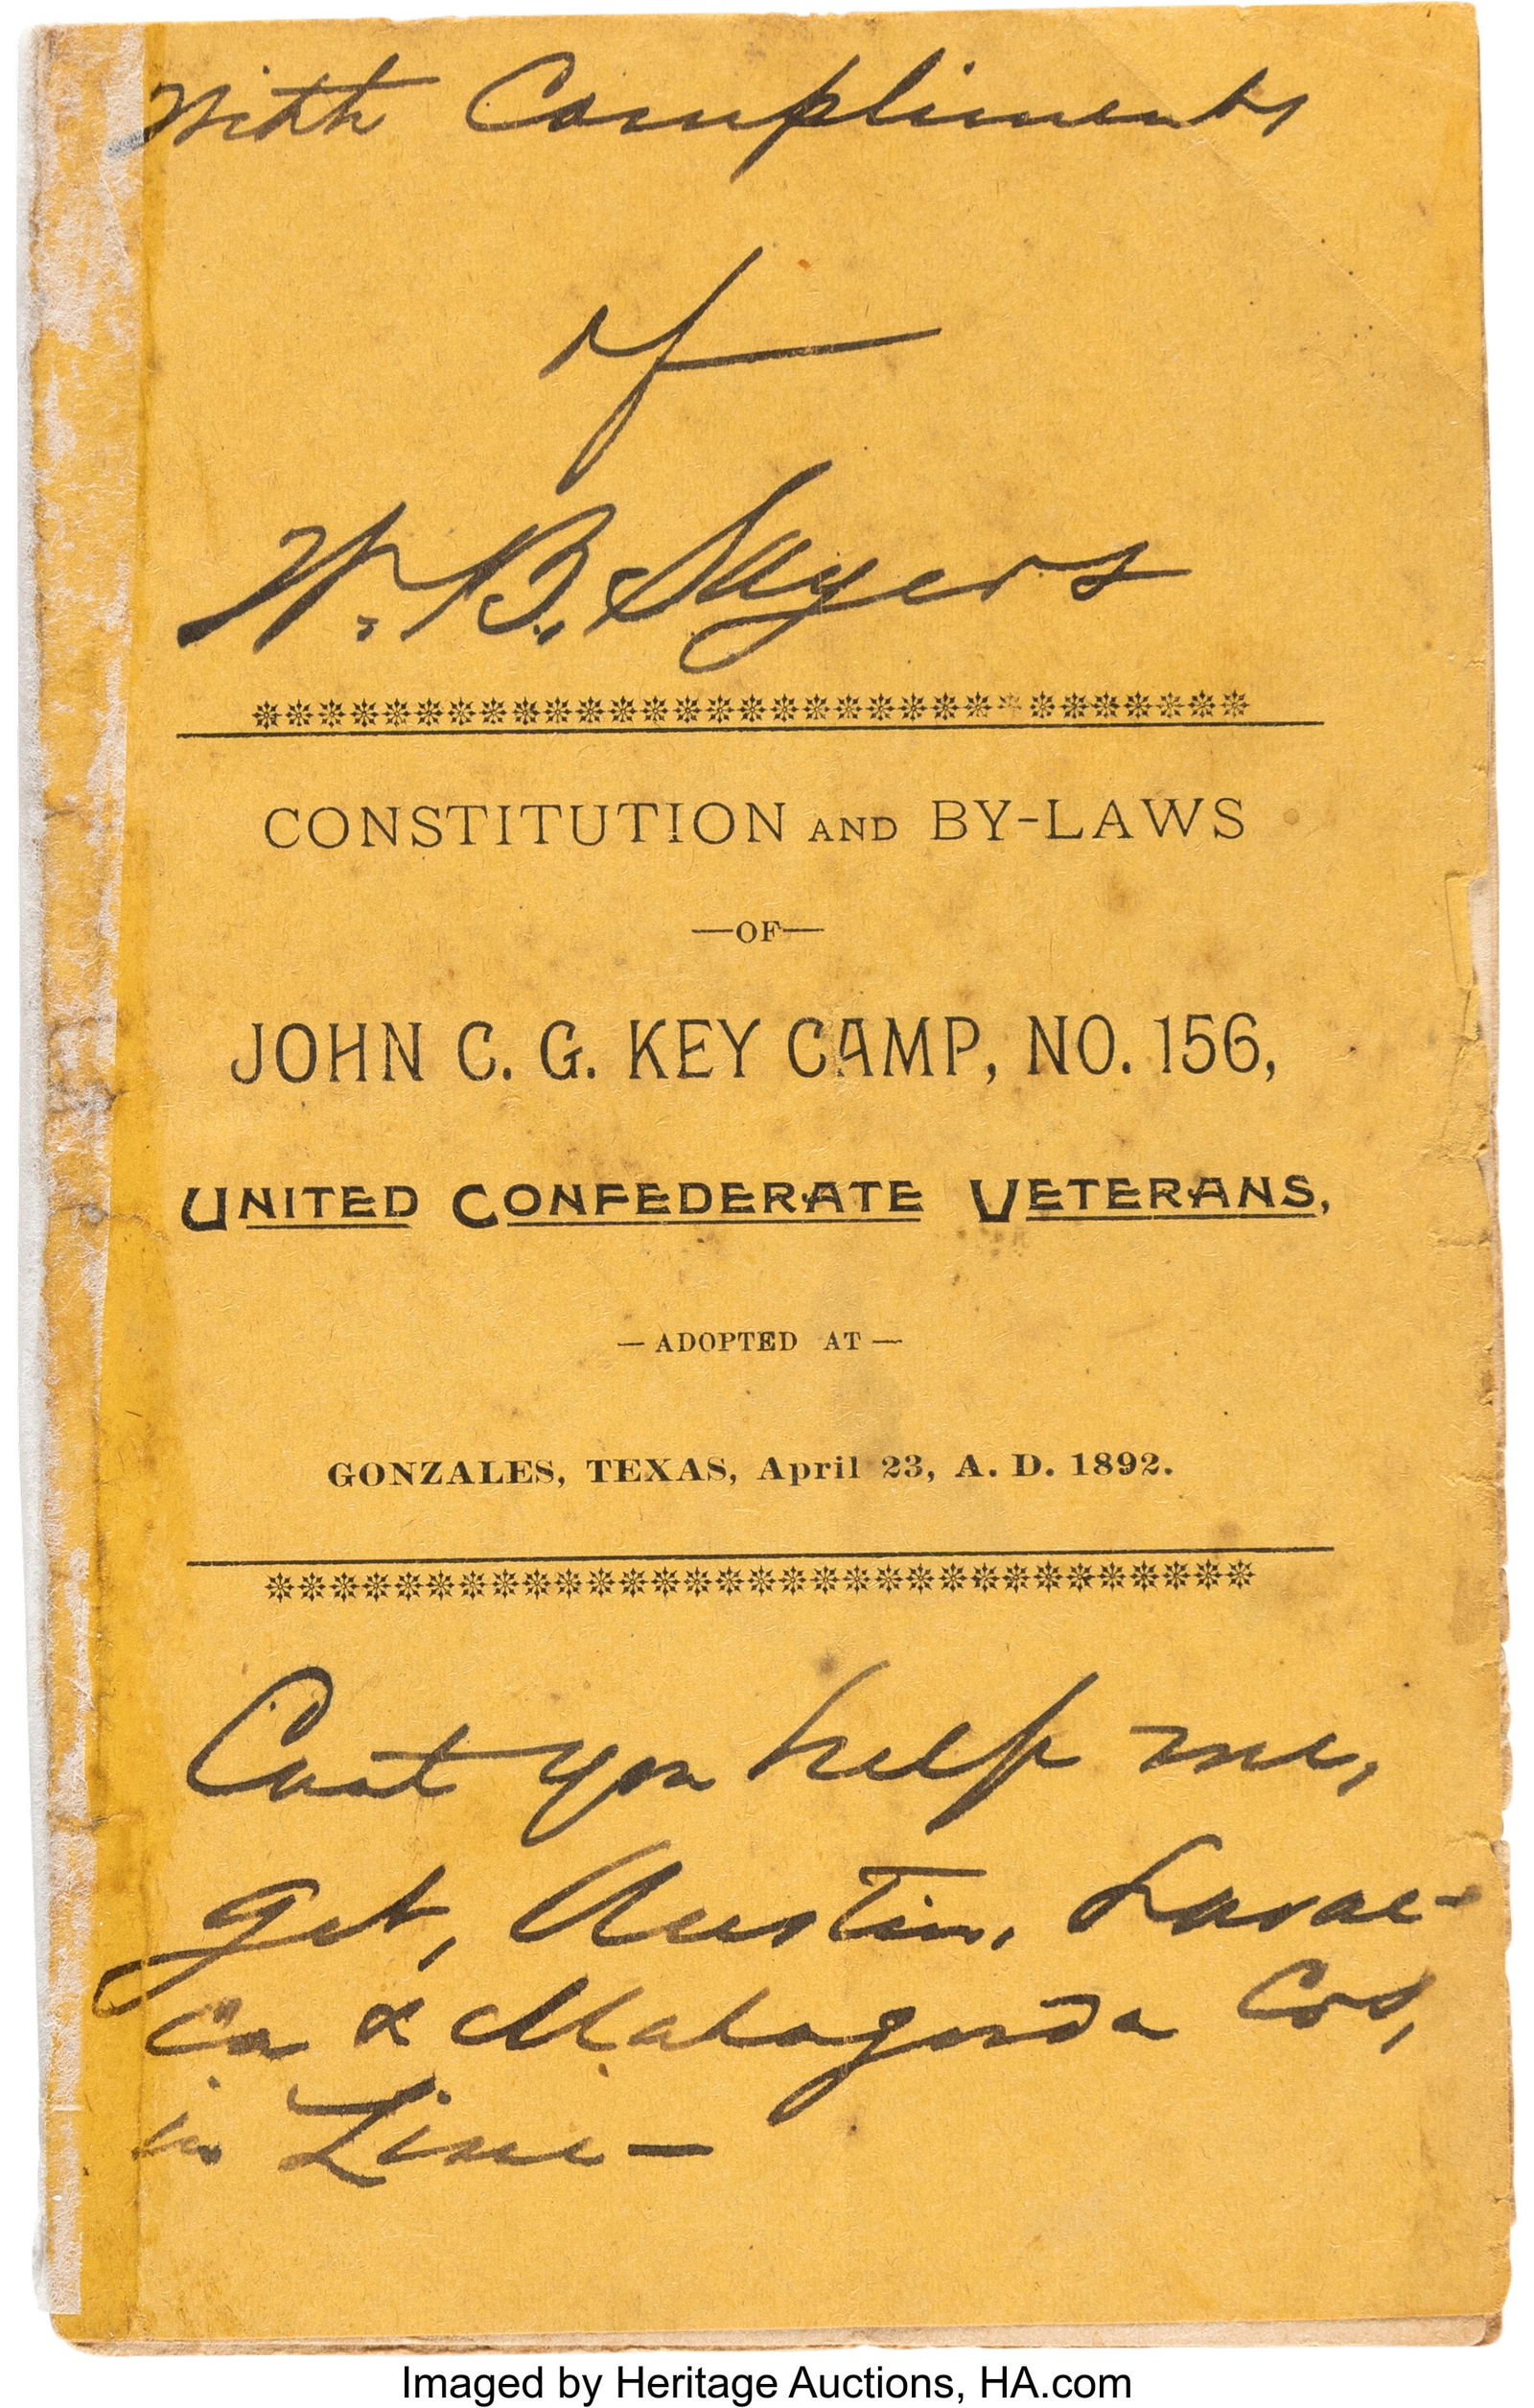 With Compliments
of
W. B. Sayers
CONSTITUTION AND BY-LAWS
—OF—
JOHN C. G. KEY CAMP, NO. 156,
UNITED CONFEDERATE VETERANS,
— ADOPTED AT —
GONZALES, TEXAS, April 23, A. D. 1892.
Cant you help me,
get, Austin, Lavac-
ca & Matagorda Cos,
in Line —
Imaged by Heritage Auctions, HA.com